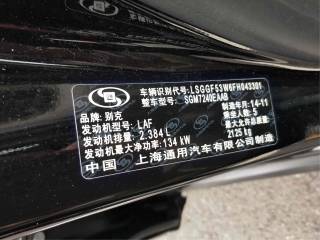 车辆识别代号:LSGGF53W6FH043301
整车型号: SGM7240EAAB
品牌: 别克 制造年月:14-11
发动机型号: LAF 乘坐人数: 5
发动机排量: 2.384 L 最大允许总质量:
发动机最大净功率: 134 kW 2125 kg
中国 上海通用汽车有限公司制造